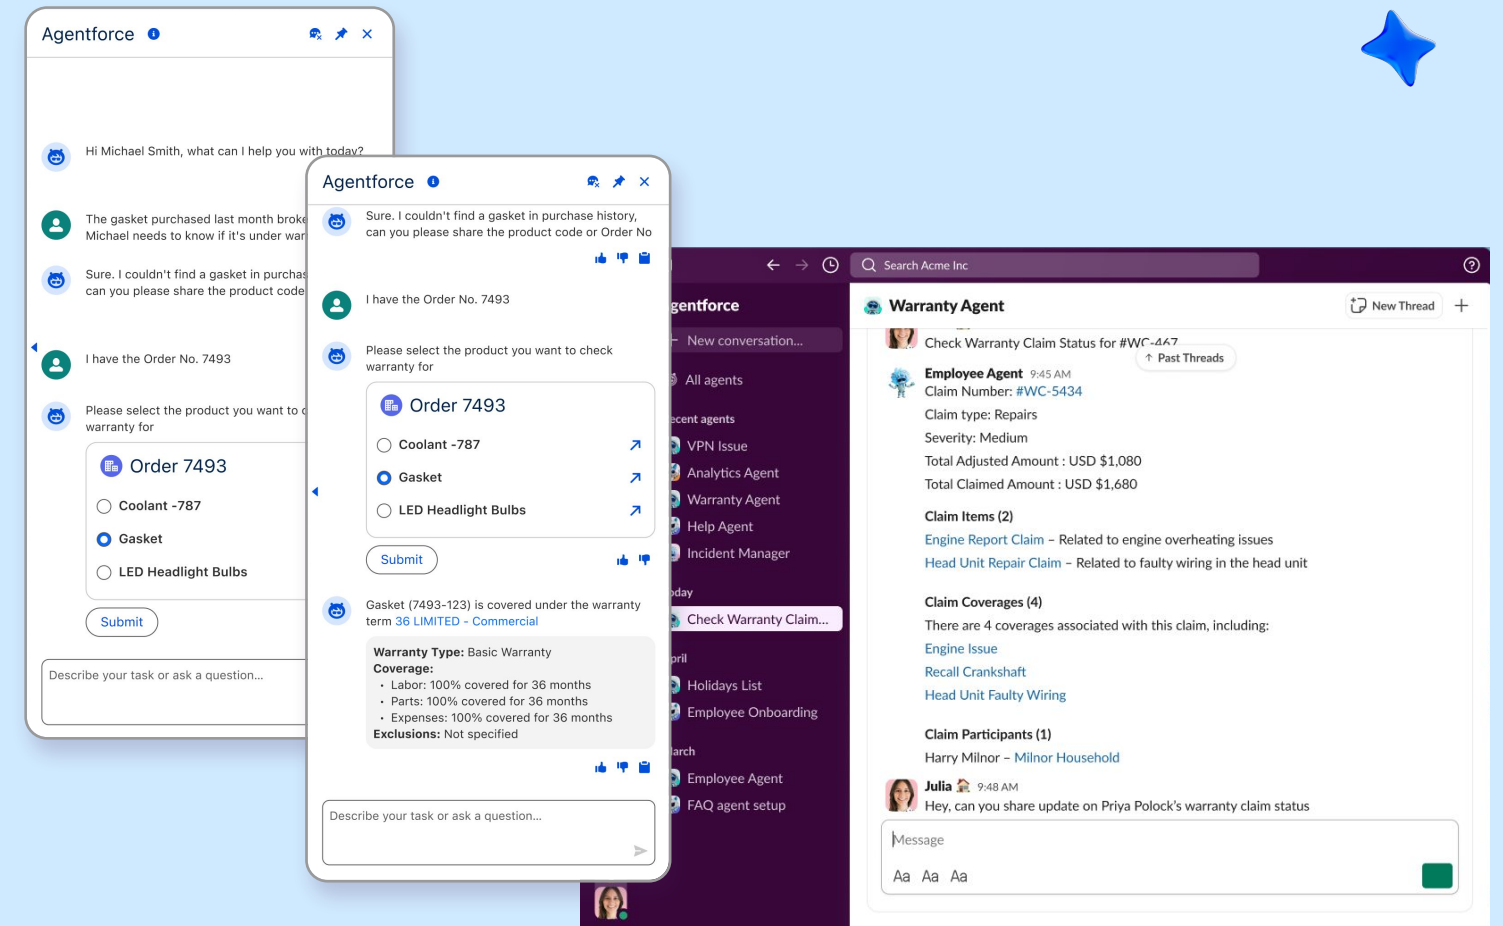 Agentforce
Hi Michael Smith, what can I help you with today?
The gasket purchased last month broke
Michael needs to know if it's under war
Sure. I couldn't find a gasket in purchas
can you please share the product code
I have the Order No. 7493
Please select the product you want to c
warranty for
Order 7493
Coolant -787
Gasket
LED Headlight Bulbs
Submit
Describe your task or ask a question...
Agentforce
Sure. I couldn't find a gasket in purchase history,
can you please share the product code or Order No
I have the Order No. 7493
Please select the product you want to check
warranty for
Order 7493
Coolant -787
Gasket
LED Headlight Bulbs
Submit
Gasket (7493-123) is covered under the warranty
term 36 LIMITED - Commercial
Warranty Type: Basic Warranty
Coverage:
• Labor: 100% covered for 36 months
• Parts: 100% covered for 36 months
• Expenses: 100% covered for 36 months
Exclusions: Not specified
Describe your task or ask a question...
Search Acme Inc
gentforce
New conversation...
All agents
ecent agents
VPN Issue
Analytics Agent
Warranty Agent
Help Agent
Incident Manager
oday
Check Warranty Claim...
pril
Holidays List
Employee Onboarding
arch
Employee Agent
FAQ agent setup
Warranty Agent
New Thread
Check Warranty Claim Status for #WC-467
↑ Past Threads
Employee Agent 9:45 AM
Claim Number: #WC-5434
Claim type: Repairs
Severity: Medium
Total Adjusted Amount : USD $1,080
Total Claimed Amount : USD $1,680
Claim Items (2)
Engine Report Claim – Related to engine overheating issues
Head Unit Repair Claim – Related to faulty wiring in the head unit
Claim Coverages (4)
There are 4 coverages associated with this claim, including:
Engine Issue
Recall Crankshaft
Head Unit Faulty Wiring
Claim Participants (1)
Harry Milnor – Milnor Household
Julia 9:48 AM
Hey, can you share update on Priya Polock's warranty claim status
Message
Aa Aa Aa